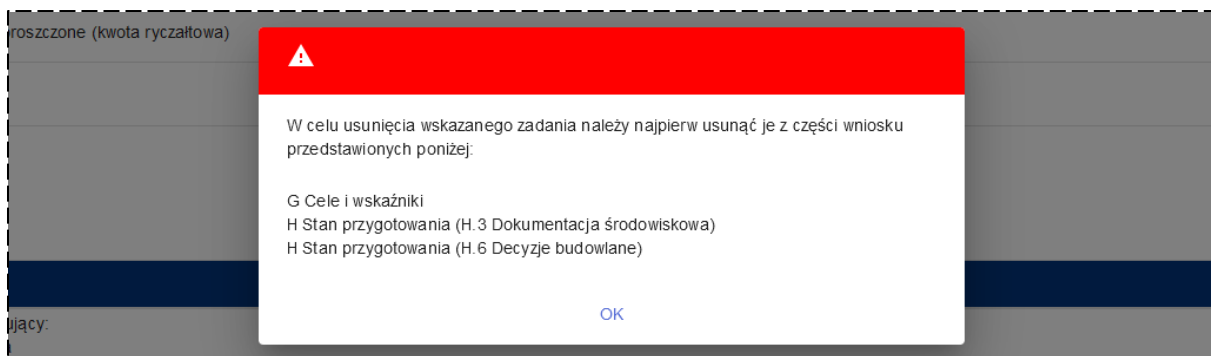 roszczone (kwota ryczałtowa)
W celu usunięcia wskazanego zadania należy najpierw usunąć je z części wniosku
przedstawionych poniżej:
G Cele i wskaźniki
H Stan przygotowania (H.3 Dokumentacja środowiskowa)
H Stan przygotowania (H.6 Decyzje budowlane)
OK
ujący: